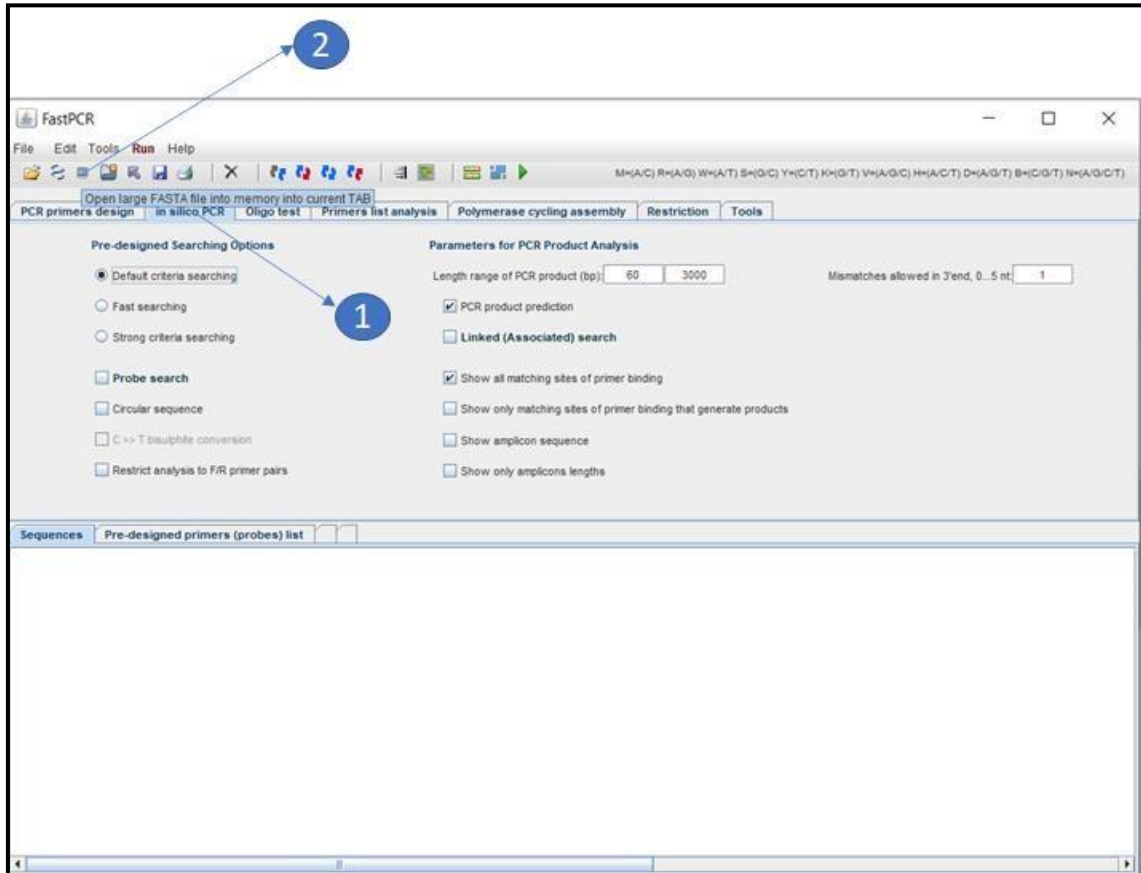 2
FastPCR
File Edit Tools Run Help
M=(A/C) R=(A/G) W=(A/T) S=(G/C) Y=(C/T) K=(G/T) V=(A/G/C) H=(A/C/T) D=(A/G/T) B=(C/G/T) N=(A/G/C/T)
Open large FASTA file into memory into current TAB
PCR primers design in silico PCR Oligo test Primers list analysis Polymerase cycling assembly Restriction Tools
Pre-designed Searching Options Parameters for PCR Product Analysis
Default criteria searching Length range of PCR product (bp): 60 3000 Mismatches allowed in 3'end, 0...5 nt: 1
Fast searching PCR product prediction
1
Strong criteria searching Linked (Associated) search
Probe search Show all matching sites of primer binding
Circular sequence Show only matching sites of primer binding that generate products
C >> T bisulphite conversion Show amplicon sequence
Restrict analysis to F/R primer pairs Show only amplicons lengths
Sequences Pre-designed primers (probes) list